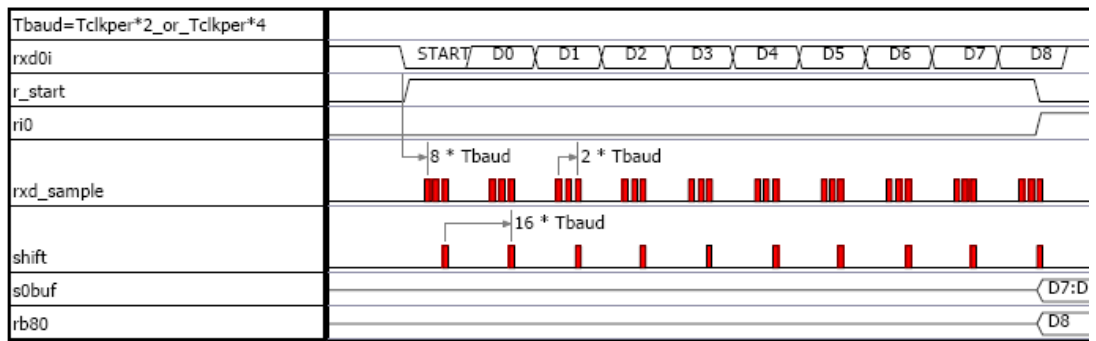 Tbaud=Tclkper*2_or_Tclkper*4
rxd0i START D0 D1 D2 D3 D4 D5 D6 D7 D8
r_start
ri0
8 * Tbaud 2 * Tbaud
rxd_sample
16 * Tbaud
shift
s0buf D7:D
rb80 D8